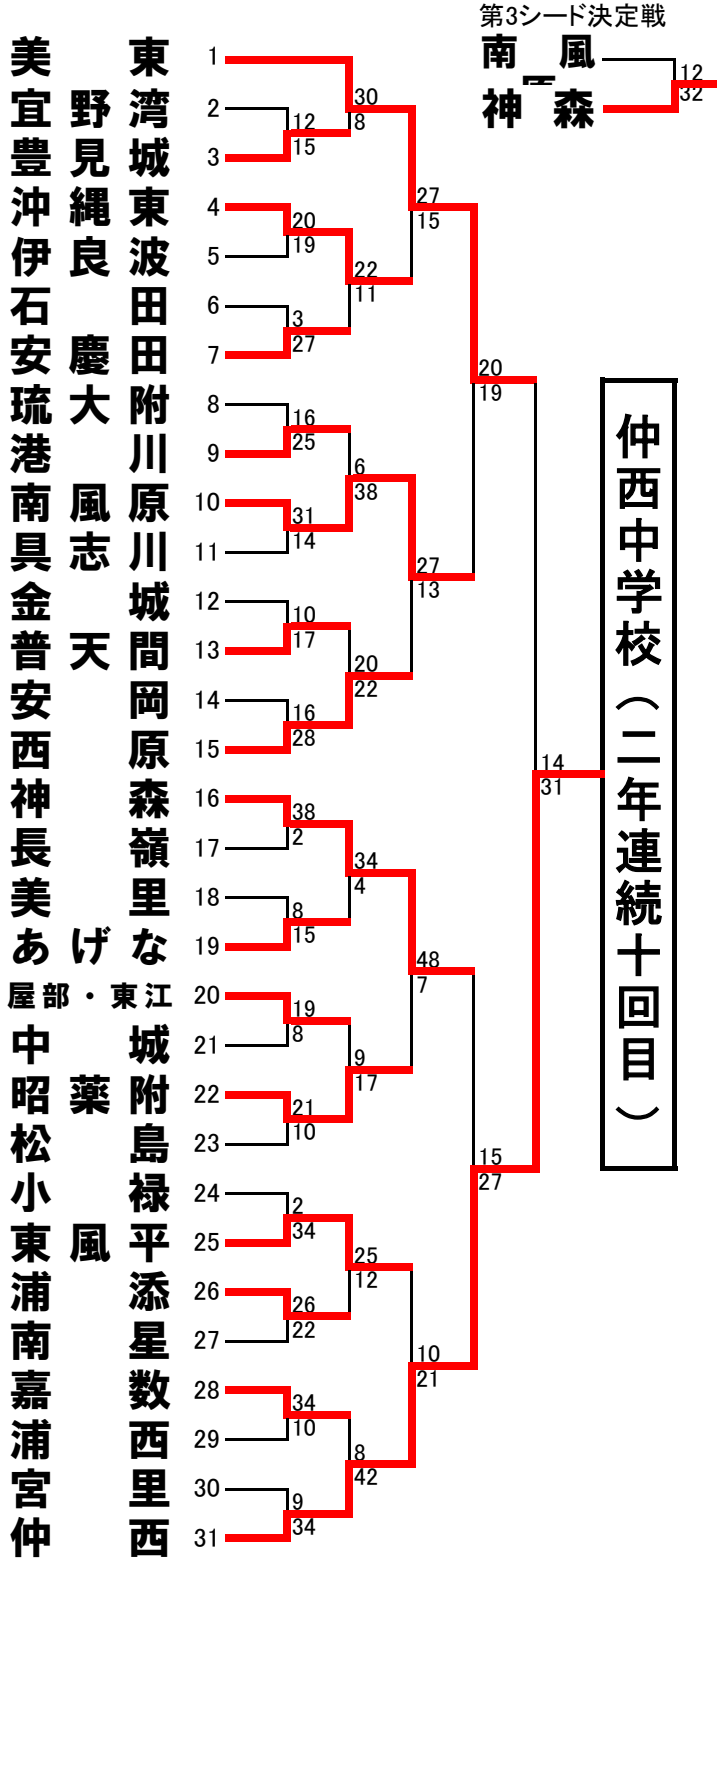 第3シード決定戦
南風原
12
神森
32
美東 1
30
宜野湾 2
12
8
豊見城 3
15
沖縄東 4
27
20
15
伊良波 5
19
22
石田 6
11
3
安慶田 7
27
20
琉大附 8
19
16
港川 9
25
6
南風原 10
38
31
具志川 11
14
27
金城 12
13
10
普天間 13
17
20
安岡 14
22
16
西原 15
28
14
神森 16
31
38
長嶺 17
2
34
美里 18
4
8
あげな 19
15
48
屋部・東江 20
7
19
中城 21
8
9
昭薬附 22
17
21
松島 23
10
15
小禄 24
27
2
東風平 25
34
25
浦添 26
12
26
南星 27
22
10
嘉数 28
21
34
浦西 29
10
8
宮里 30
42
9
仲西 31
34
仲西中学校(二年連続十回目)